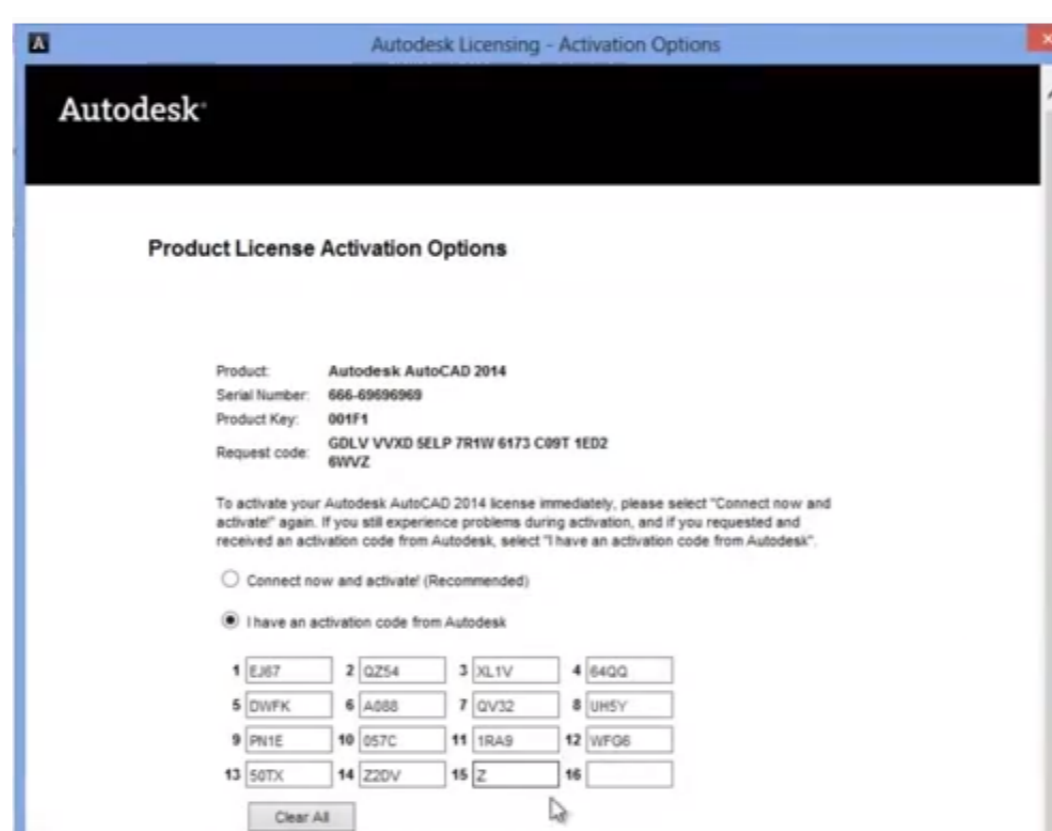 Autodesk Licensing - Activation Options
Autodesk
Product License Activation Options
Product: Autodesk AutoCAD 2014
Serial Number: 666-69696969
Product Key: 001F1
Request code: GDLV VVXD 5ELP 7R1W 6173 C09T 1ED2
6WVZ
To activate your Autodesk AutoCAD 2014 license immediately, please select "Connect now and
activate!" again. If you still experience problems during activation, and if you requested and
received an activation code from Autodesk, select "I have an activation code from Autodesk".
Connect now and activate! (Recommended)
I have an activation code from Autodesk
1 EJ67 2 QZ54 3 XL1V 4 64QQ
5 DWFK 6 A088 7 QV32 8 UH5Y
9 PN1E 10 057C 11 1RA9 12 WFG6
13 50TX 14 Z2DV 15 Z 16
Clear All